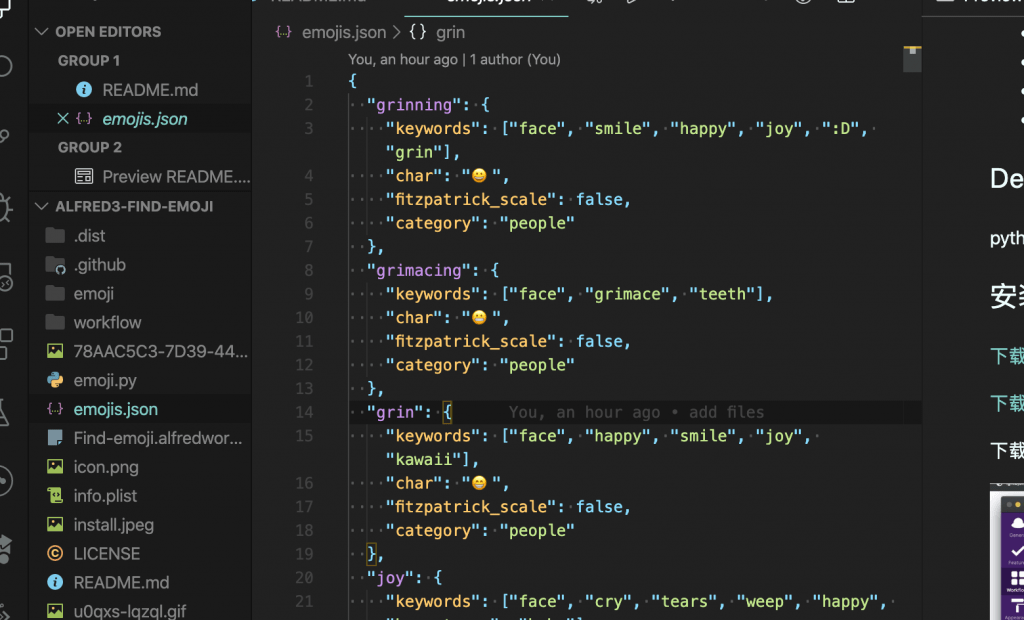 OPEN EDITORS
GROUP 1
README.md
emojis.json
GROUP 2
Preview README....
ALFRED3-FIND-EMOJI
.dist
.github
emoji
workflow
78AAC5C3-7D39-44...
emoji.py
emojis.json
Find-emoji.alfredwor...
icon.png
info.plist
install.jpeg
LICENSE
README.md
u0qxs-lqzql.gif
emojis.json > {} grin
You, an hour ago | 1 author (You)
1 {
2 "grinning": {
3 "keywords": ["face", "smile", "happy", "joy", ":D",
"grin"],
4 "char": "😀",
5 "fitzpatrick_scale": false,
6 "category": "people"
7 },
8 "grimacing": {
9 "keywords": ["face", "grimace", "teeth"],
10 "char": "😬",
11 "fitzpatrick_scale": false,
12 "category": "people"
13 },
14 "grin": { You, an hour ago • add files
15 "keywords": ["face", "happy", "smile", "joy",
"kawaii"],
16 "char": "😁",
17 "fitzpatrick_scale": false,
18 "category": "people"
19 },
20 "joy": {
21 "keywords": ["face", "cry", "tears", "weep", "happy",
De
pyth
安
下载
下载
下载